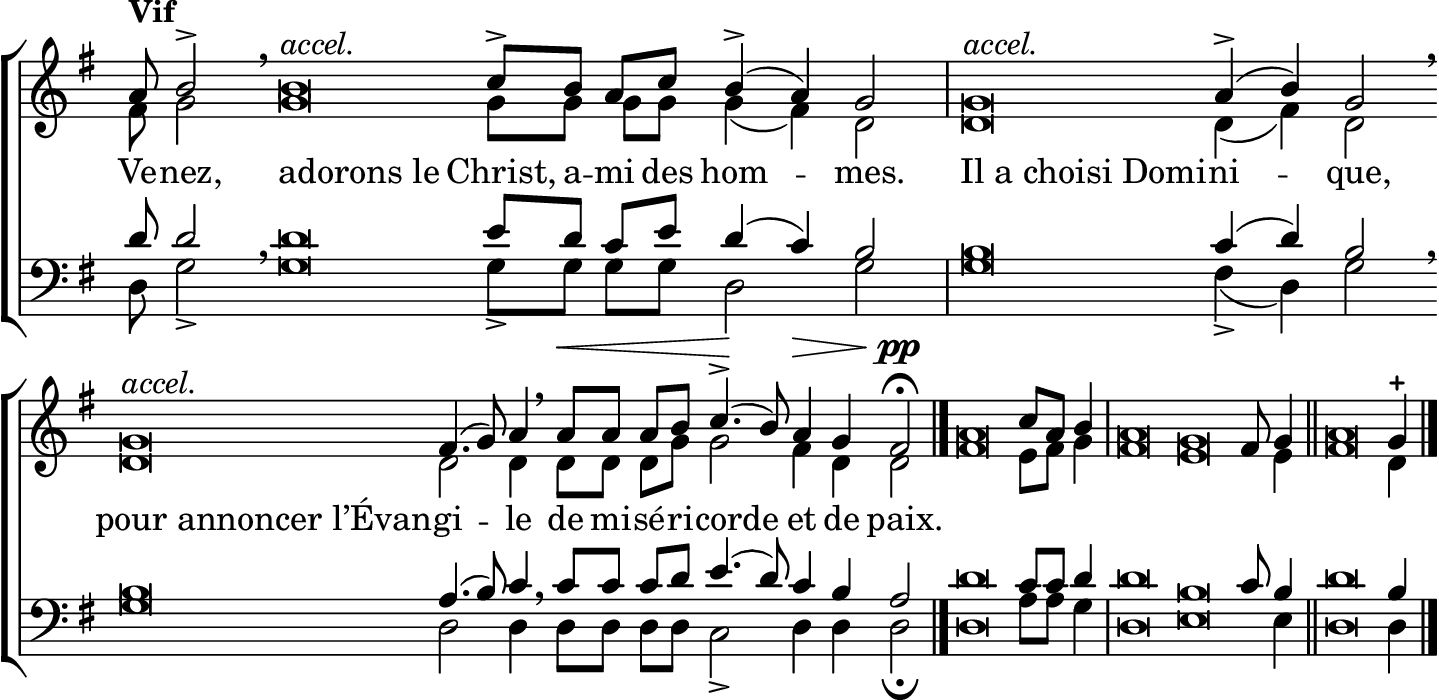 Vif
accel. accel.
Venez, adorons le Christ, a -- mi des hom -- mes. Il a choisi Domini -- que,
pp
accel.
pour annoncer l’Évangi -- le de miséricorde et de paix.